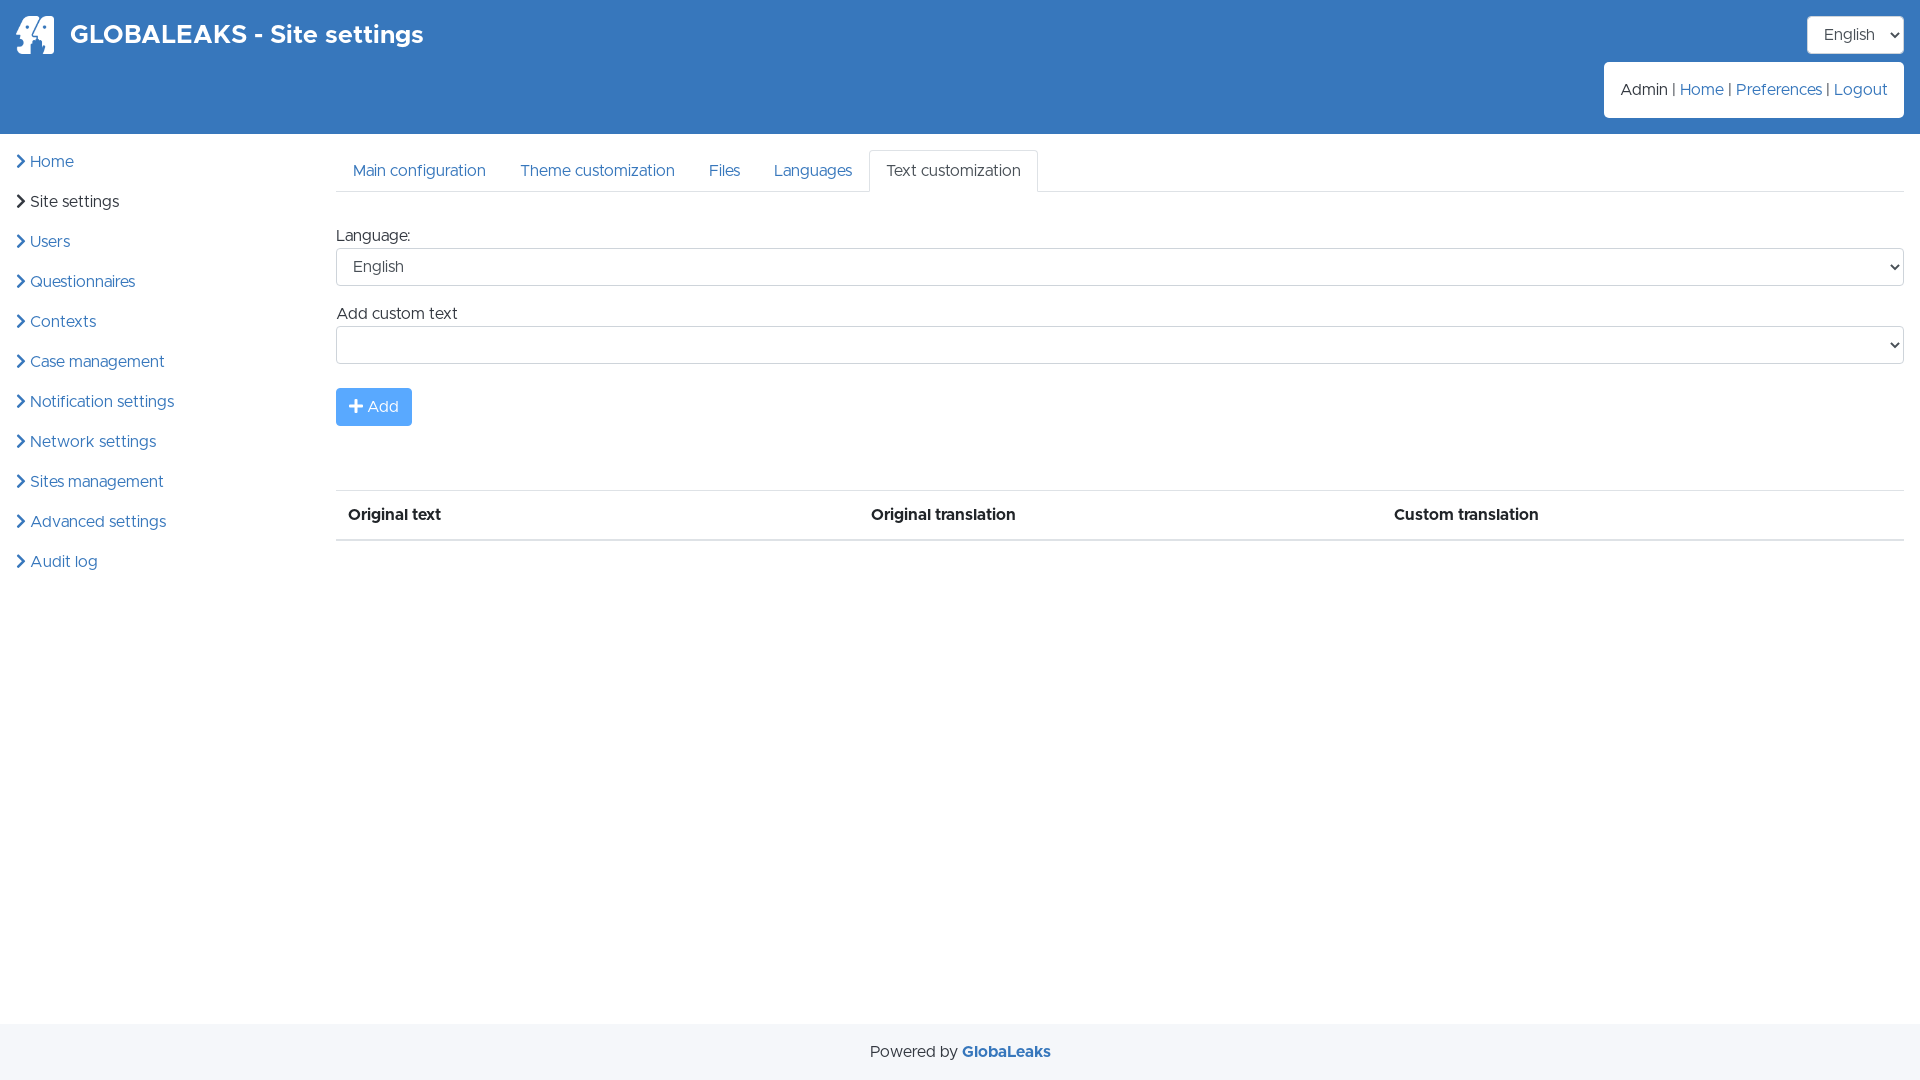 GLOBALEAKS - Site settings
English
Admin | Home | Preferences | Logout
Home
Site settings
Users
Questionnaires
Contexts
Case management
Notification settings
Network settings
Sites management
Advanced settings
Audit log
Main configuration
Theme customization
Files
Languages
Text customization
Language:
English
Add custom text
Add
Original text
Original translation
Custom translation
Powered by GlobaLeaks